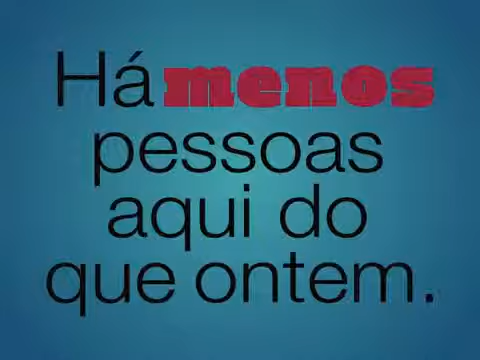 Há menos
pessoas
aqui do
que ontem.